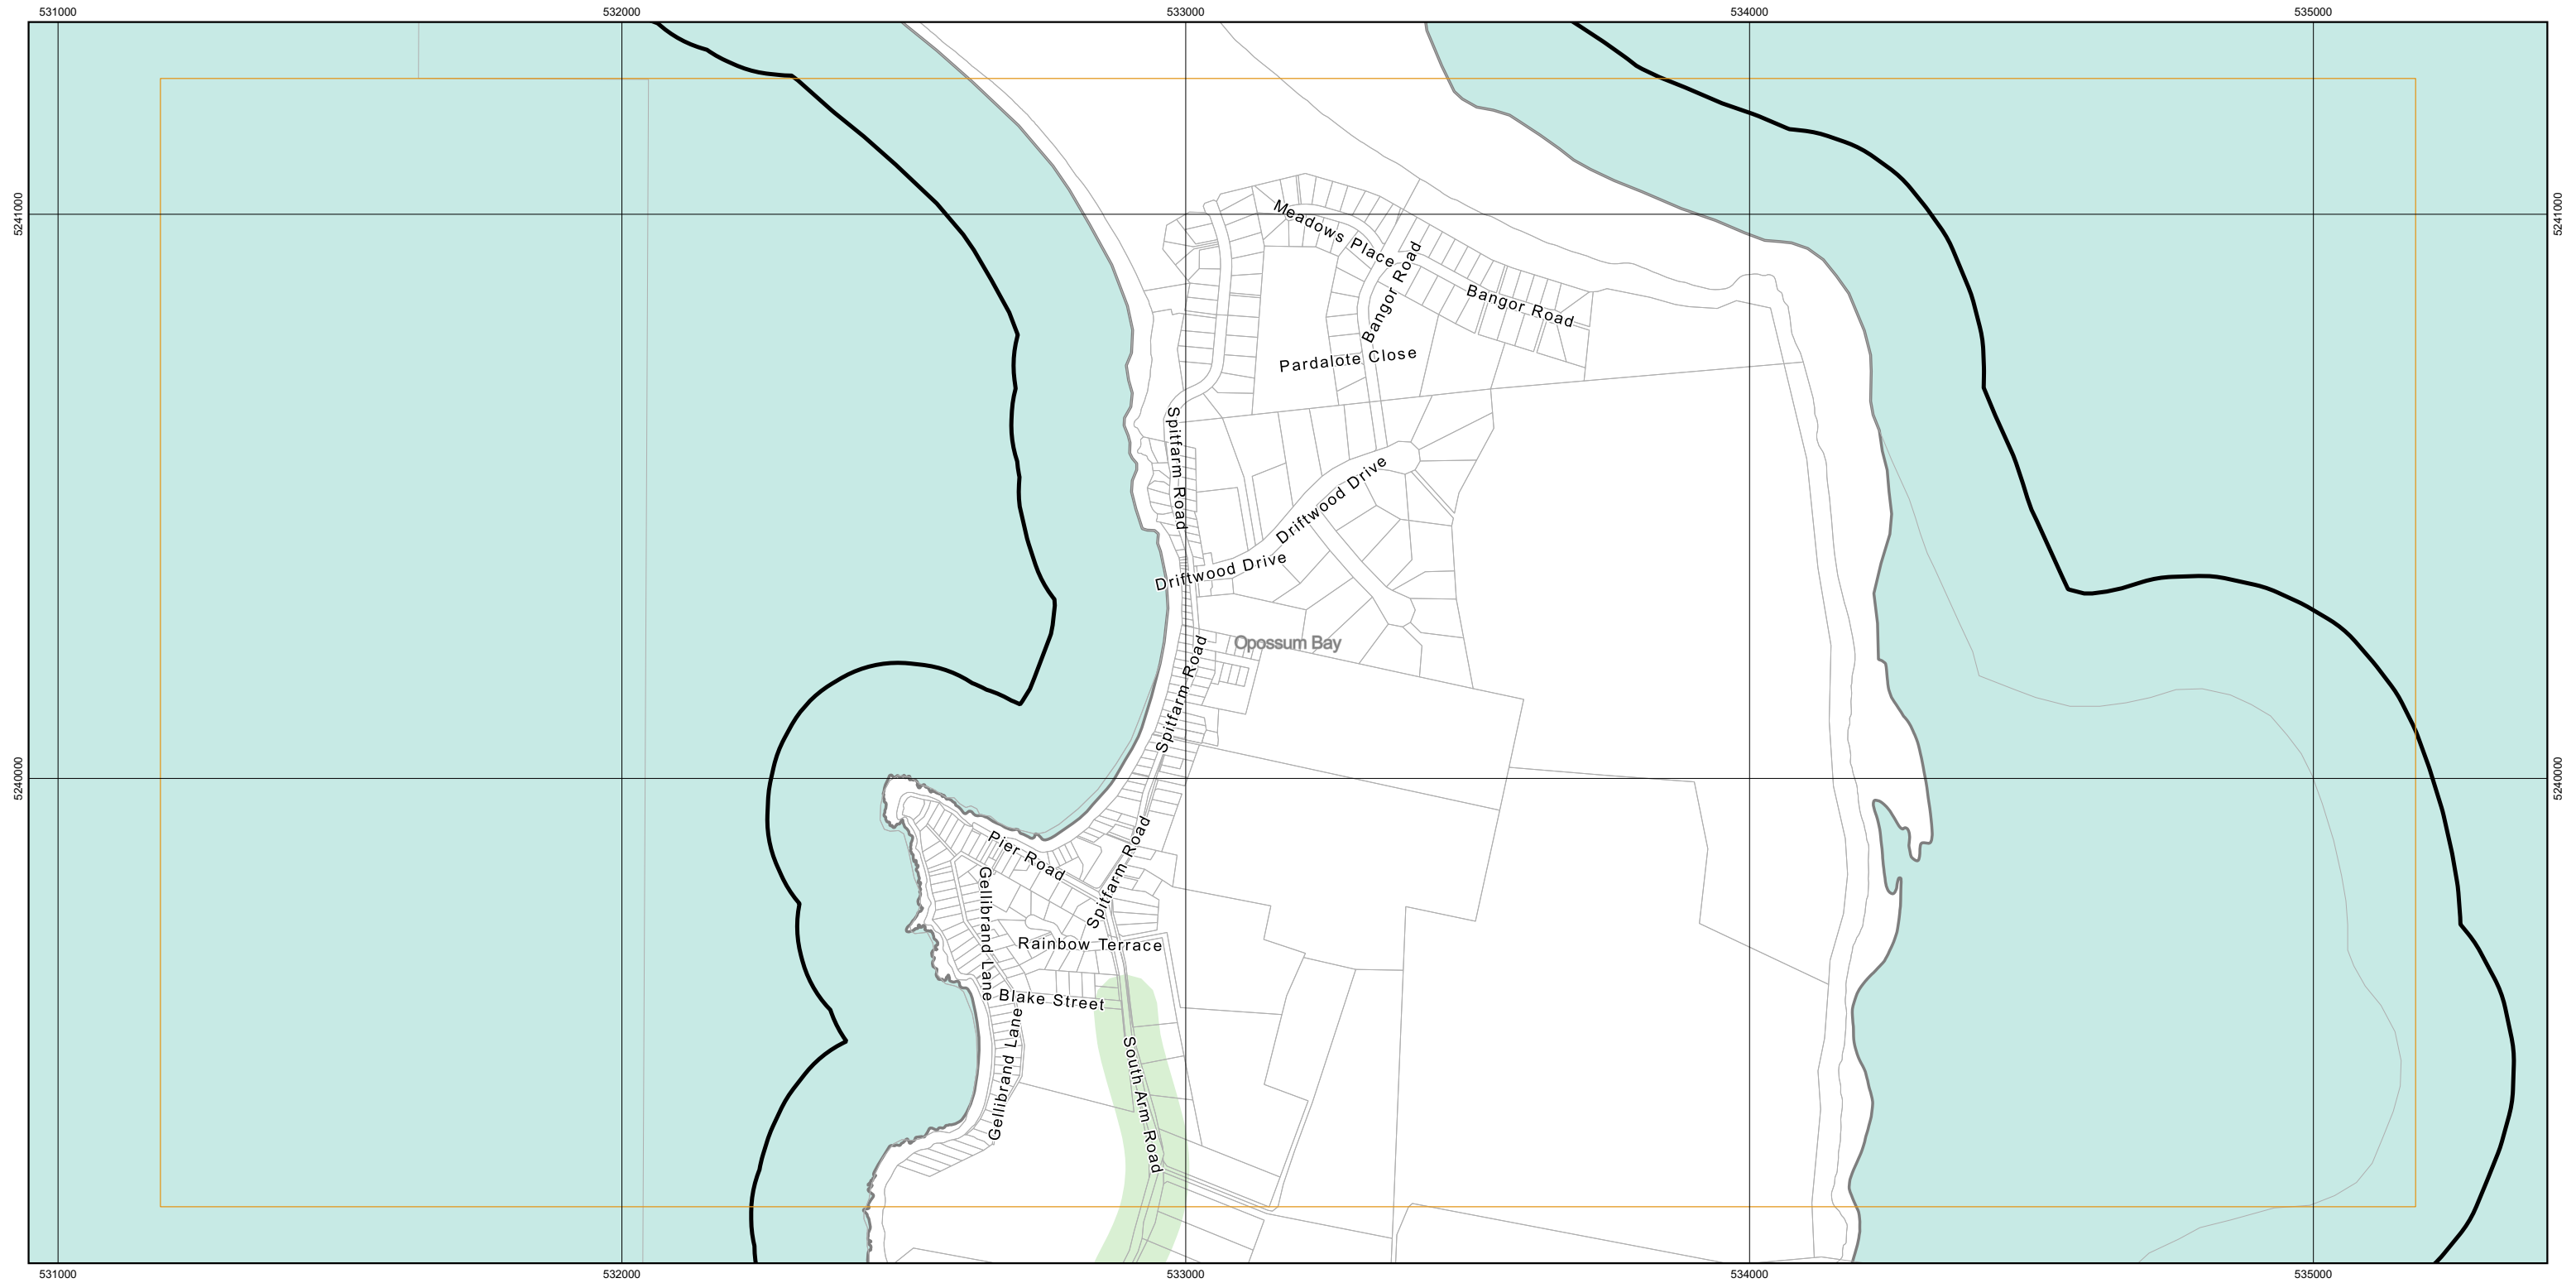 531000
532000
533000
534000
535000
5241000
5241000
Meadows Place
Bangor Road
Bangor Road
Pardalote Close
Spitfarm Road
Driftwood Drive
Driftwood Drive
Opossum Bay
Spitfarm Road
5240000
5240000
Pier Road
Spitfarm Road
Gellibrand Lane
Rainbow Terrace
Blake Street
Gellibrand Lane
South Arm Road
531000
532000
533000
534000
535000